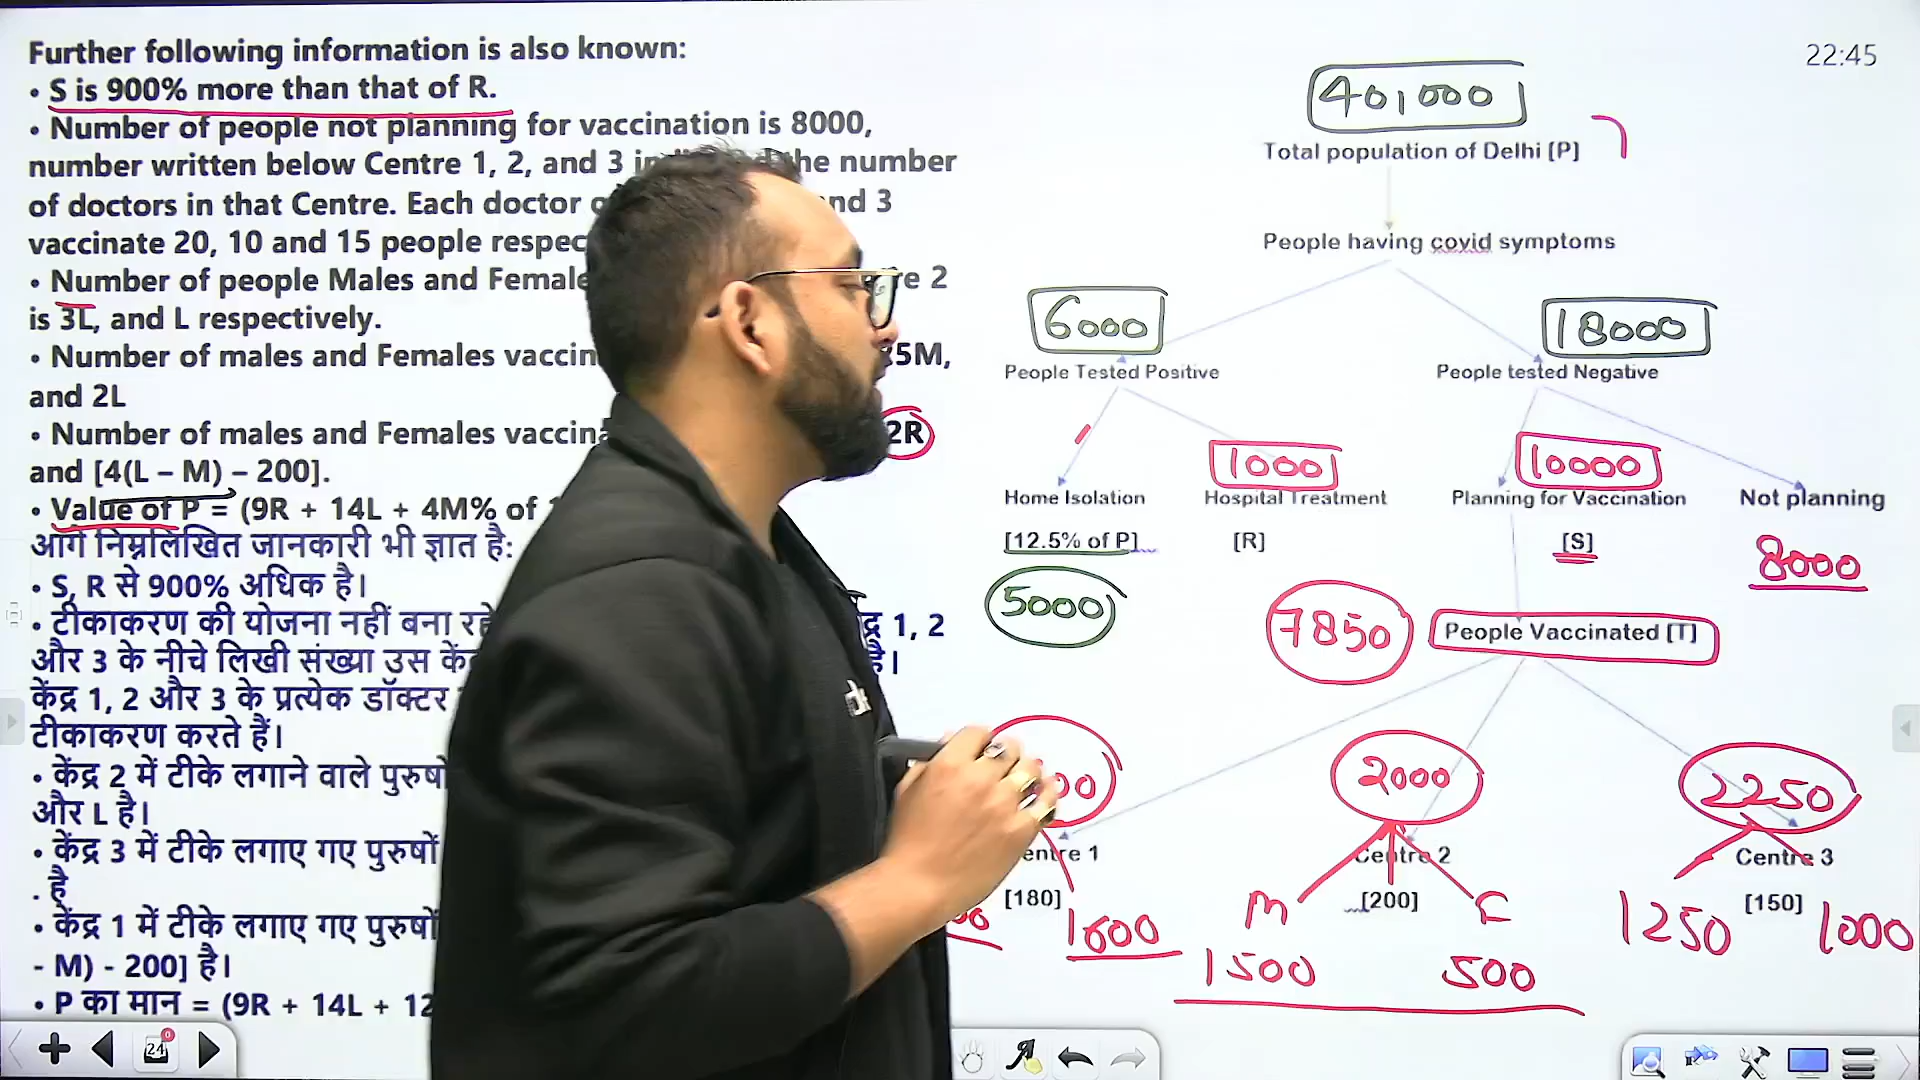 Further following information is also known:
• S is 900% more than that of R.
• Number of people not planning for vaccination is 8000,
number written below Centre 1, 2, and 3 the number
of doctors in that Centre. Each doctor and 3
vaccinate 20, 10 and 15 people
• Number of people Males and 2
is 3L, and L respectively.
• Number of males and Females 5M,
and 2L
• Number of males and Females 2R
and [4(L – M) – 200].
• Value of P = (9R + 14L + 4M% of
आगे निम्नलिखित जानकारी भी ज्ञात है:
• S, R से 900% अधिक है।
• टीकाकरण की योजना नहीं बना रहे 1, 2
और 3 के नीचे लिखी संख्या उस है।
केंद्र 1, 2 और 3 के प्रत्येक डॉक्टर
टीकाकरण करते हैं।
• केंद्र 2 में टीके लगाने वाले पुरुषों
और L है।
• केंद्र 3 में टीके लगाए गए पुरुषों
. है
• केंद्र 1 में टीके लगाए गए पुरुषों
- M) - 200] है।
• P का मान = (9R + 14L + 12
22:45
401000
Total population of Delhi [P]
People having covid symptoms
6000 18000
People Tested Positive People tested Negative
1000 10000
Home Isolation Hospital Treatment Planning for Vaccination Not planning
[12.5% of P] [R] [S] 8000
5000 7850 People Vaccinated [T]
2000 2250
Centre 2 Centre 3
[180] M [200] F [150]
1600 1500 500 1250 1000
24